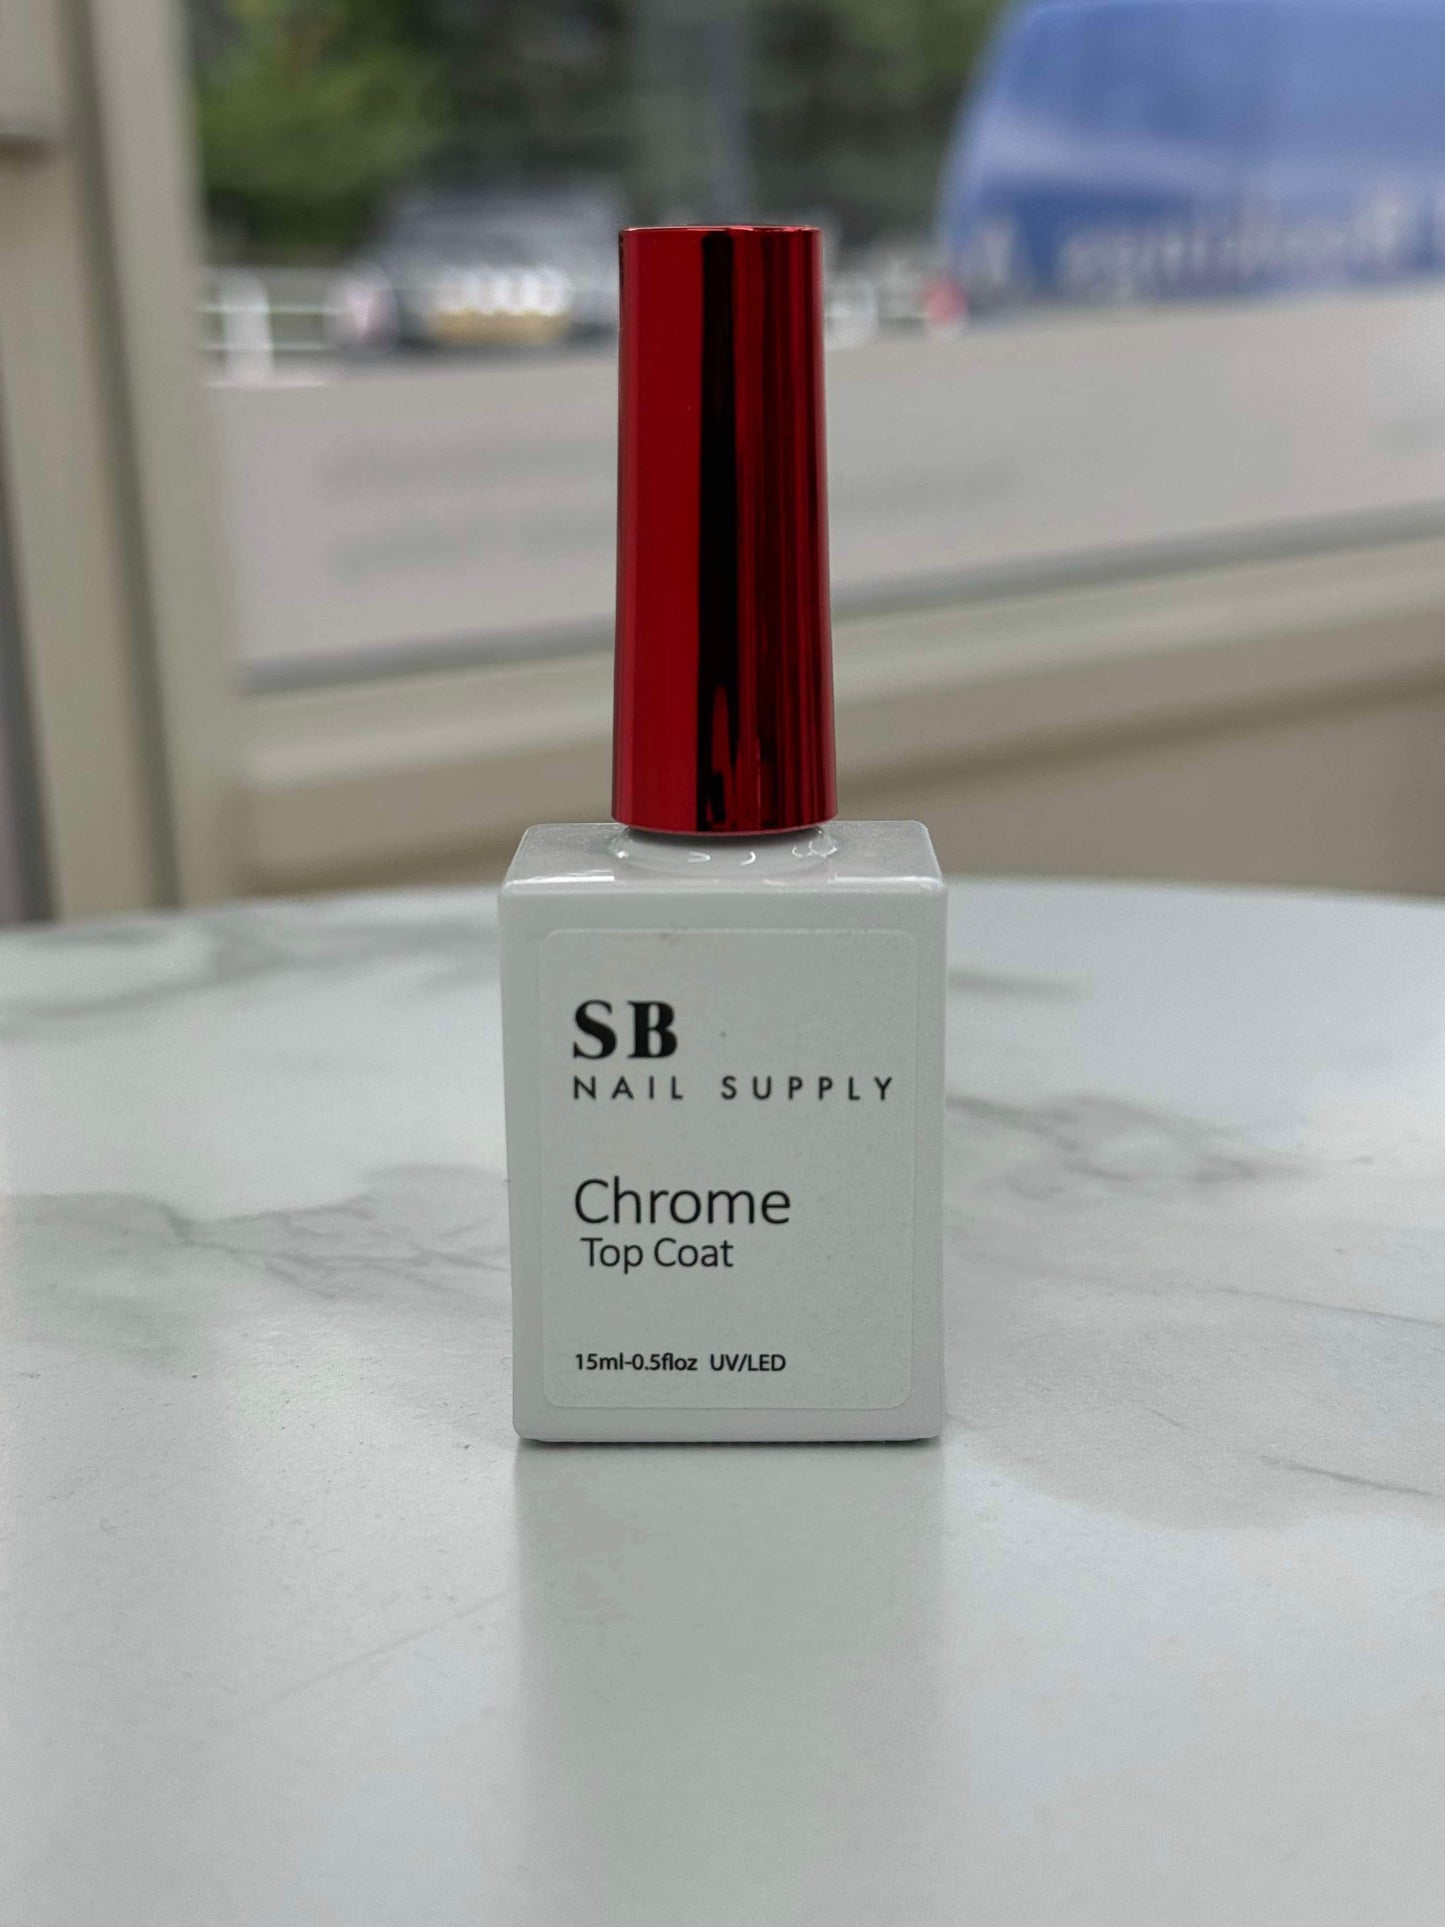 SB
NAIL SUPPLY
Chrome
Top Coat
15ml-0.5floz UV/LED